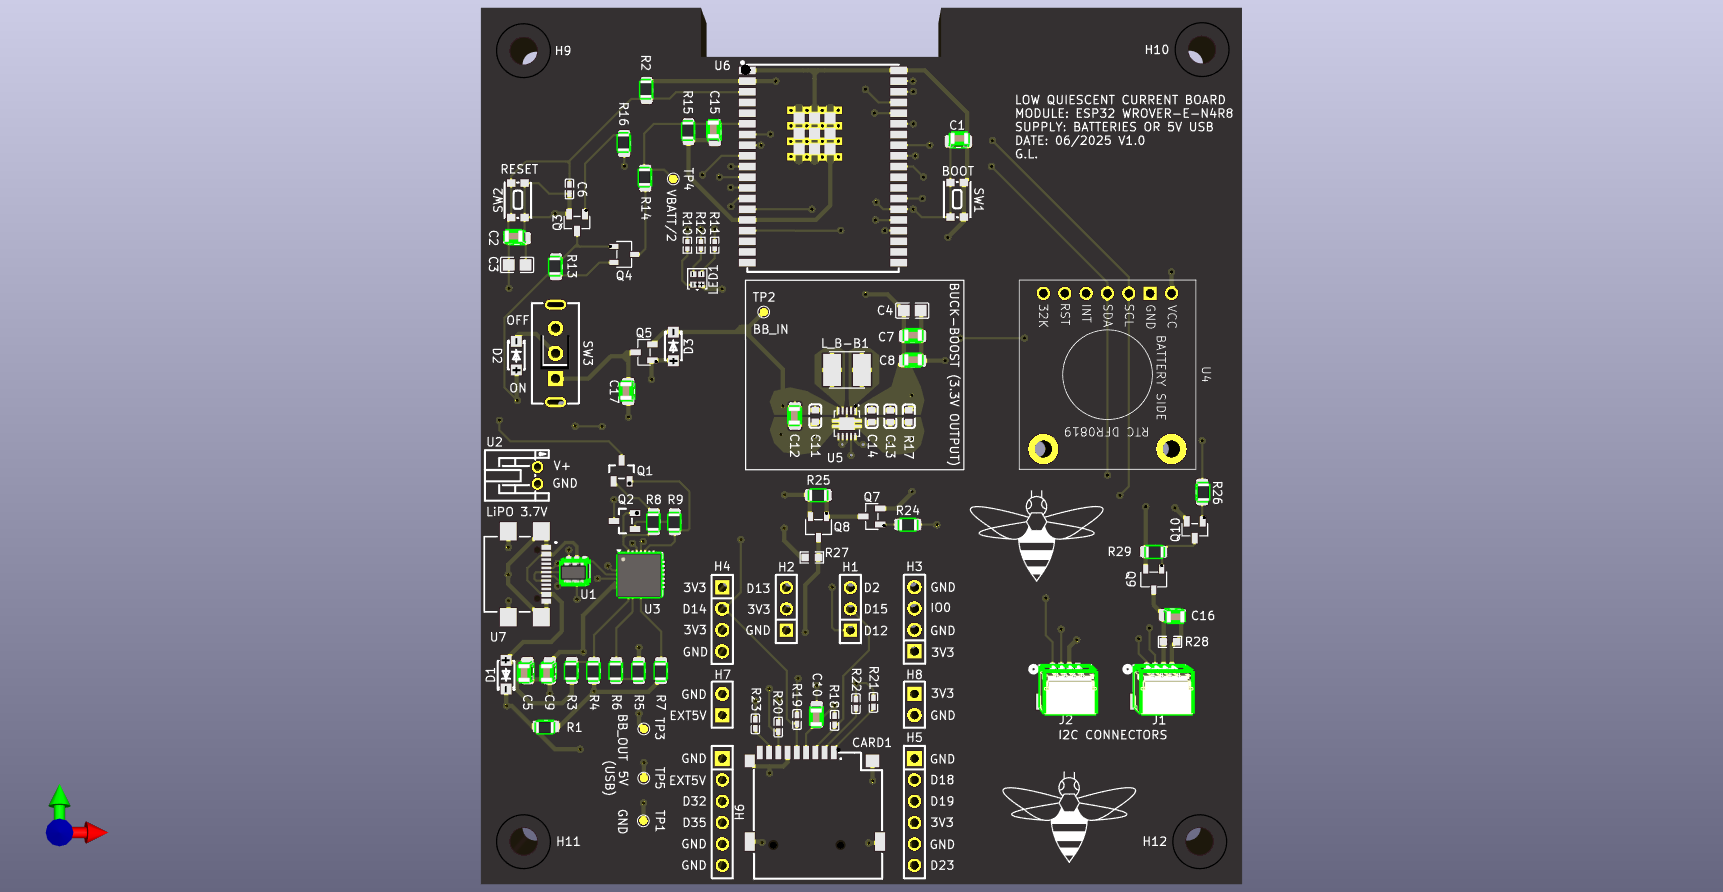 H9
H10
U6
R2
R15
C15
R16
LOW QUIESCENT CURRENT BOARD
MODULE: ESP32 WROVER-E-N4R8
SUPPLY: BATTERIES OR 5V USB
DATE: 06/2025 V1.0
G.L.
C1
RESET
BOOT
SW2
C6
Q3
R14
TP4
VBATT/2
SW1
C2
C3
R13
Q4
R10
R12
R11
LED1
TP2
BB_IN
C4
C7
C8
L_B-B1
BUCK-BOOST (3.3V OUTPUT)
32K
RST
INT
SDA
SCL
GND
VCC
BATTERY SIDE
RTC DFR0819
U4
OFF
ON
D2
SW3
Q5
D3
C17
C12
C11
U5
C14
C13
R17
U2
V+
GND
LiPO 3.7V
Q1
Q2
R8
R9
R25
Q7
Q8
R24
R27
R26
Q10
R29
Q9
C16
R28
U1
U3
U7
H4
3V3
D14
3V3
GND
H2
D13
3V3
GND
H1
D2
D15
D12
H3
GND
IO0
GND
3V3
D1
C5
C9
R3
R4
R6
R5
R7
R1
BB_OUT
TP3
5V
(USB)
TP5
GND
TP1
H7
GND
EXT5V
R23
R20
R19
C10
R18
R22
R21
H8
3V3
GND
CARD1
J2
J1
I2C CONNECTORS
GND
EXT5V
D32
D35
GND
GND
H6
H5
GND
D18
D19
3V3
GND
D23
H11
H12